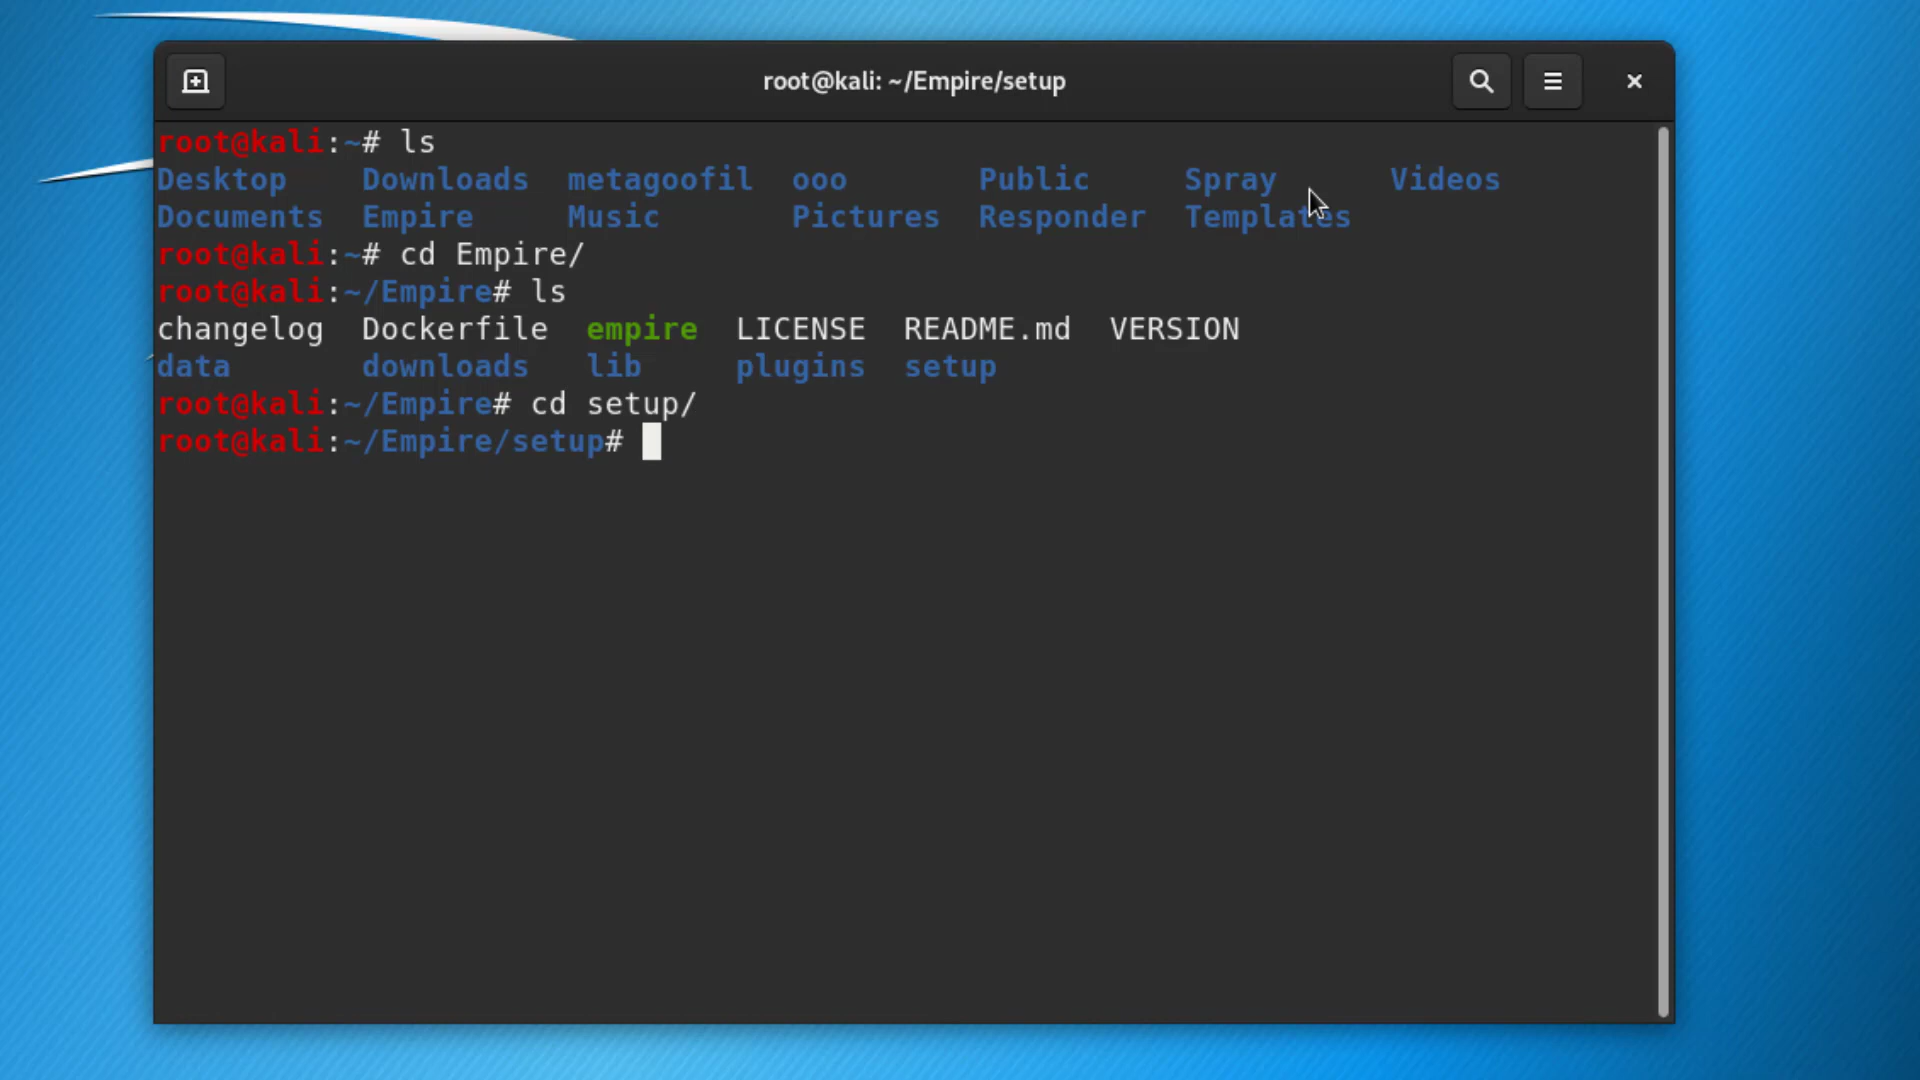 root@kali: ~/Empire/setup
root@kali:~# ls
Desktop Downloads metagoofil ooo Public Spray Videos
Documents Empire Music Pictures Responder Templates
root@kali:~# cd Empire/
root@kali:~/Empire# ls
changelog Dockerfile empire LICENSE README.md VERSION
data downloads lib plugins setup
root@kali:~/Empire# cd setup/
root@kali:~/Empire/setup#